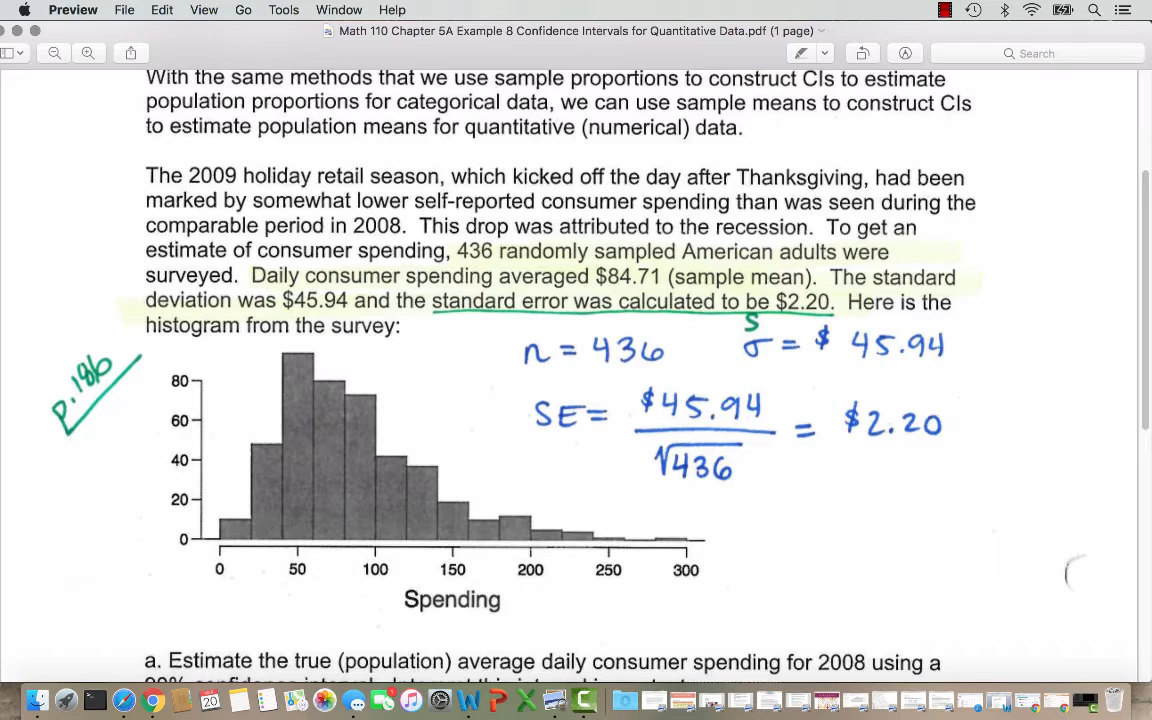 Preview File Edit View Go Tools Window Help
Math 110 Chapter 5A Example 8 Confidence Intervals for Quantitative Data.pdf (1 page)
Search
With the same methods that we use sample proportions to construct CIs to estimate
population proportions for categorical data, we can use sample means to construct CIs
to estimate population means for quantitative (numerical) data.
The 2009 holiday retail season, which kicked off the day after Thanksgiving, had been
marked by somewhat lower self-reported consumer spending than was seen during the
comparable period in 2008. This drop was attributed to the recession. To get an
estimate of consumer spending, 436 randomly sampled American adults were
surveyed. Daily consumer spending averaged $84.71 (sample mean). The standard
deviation was $45.94 and the standard error was calculated to be $2.20. Here is the
histogram from the survey:
S
n = 436 σ = $ 45.94
p.186
SE = $45.94 / √436 = $2.20
80
60
40
20
0
0 50 100 150 200 250 300
Spending
a. Estimate the true (population) average daily consumer spending for 2008 using a